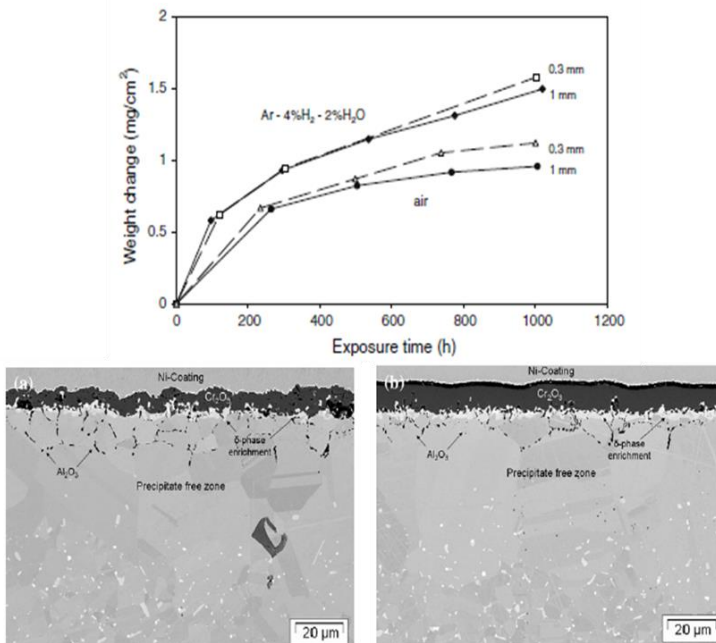 2
1.5
1
0.5
0
Weight change (mg/cm²)
Ar - 4%H₂ - 2%H₂O
0.3 mm
1 mm
0.3 mm
1 mm
air
0 200 400 600 800 1000 1200
Exposure time (h)
(a)
Ni-Coating
Cr₂O₃
δ-phase
enrichment
Al₂O₃
Precipitate free zone
20 µm
(b)
Ni-Coating
Cr₂O₃
δ-phase
enrichment
Al₂O₃
Precipitate free zone
20 µm